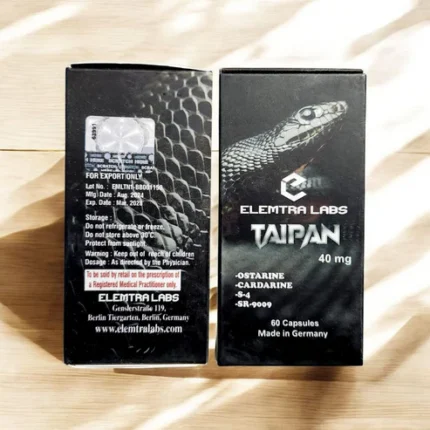 FOR EXPORT ONLY
Mfg Date : Aug. 2024
Exp. Date : Mar. 2028
Storage :
Do not refrigerate or freeze.
Do not store above 30°C.
Protect from sunlight.
Warning : Keep out of reach of children
Dosage : As directed by the Physician.
To be sold by retail on the prescription of
a Registered Medical Practitioner only.
ELEMTRA LABS
Berlin Tiergarten, Berlin, Germany
www.elemtralabs.com
ELEMTRA LABS
TAIPAN
40 mg
-OSTARINE
-CARDARINE
-S-4
-SR-9009
60 Capsules
Made in Germany